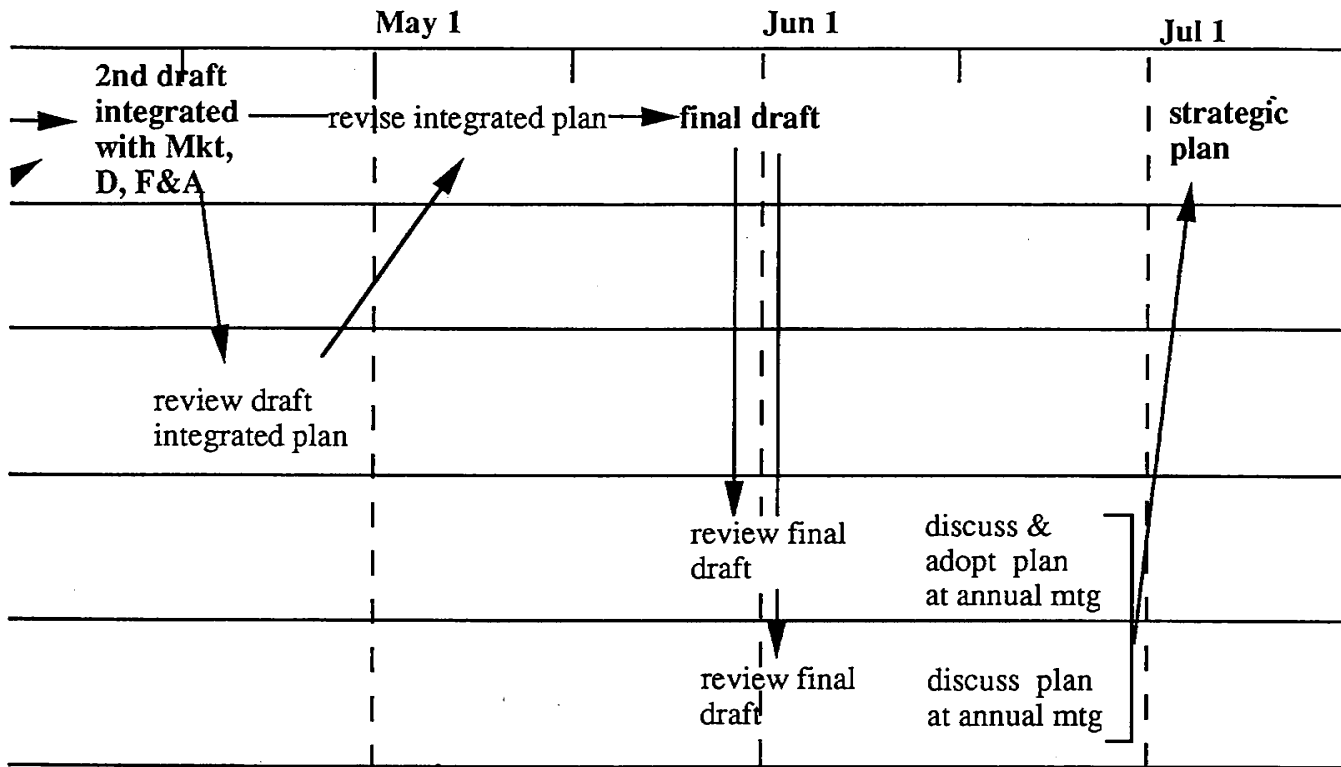 May 1
Jun 1
Jul 1
2nd draft
integrated
with Mkt,
D, F&A
revise integrated plan
final draft
strategic
plan
review draft
integrated plan
review final
draft
discuss &
adopt plan
at annual mtg
review final
draft
discuss plan
at annual mtg